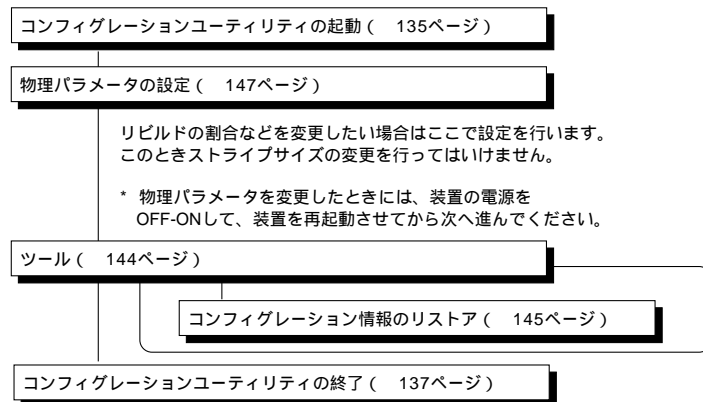 コンフィグレーションユーティリティの起動( 135ページ)
物理パラメータの設定( 147ページ)
リビルドの割合などを変更したい場合はここで設定を行います。
このときストライプサイズの変更を行ってはいけません。
* 物理パラメータを変更したときには、装置の電源を
OFF-ONして、装置を再起動させてから次へ進んでください。
ツール( 144ページ)
コンフィグレーション情報のリストア( 145ページ)
コンフィグレーションユーティリティの終了( 137ページ)